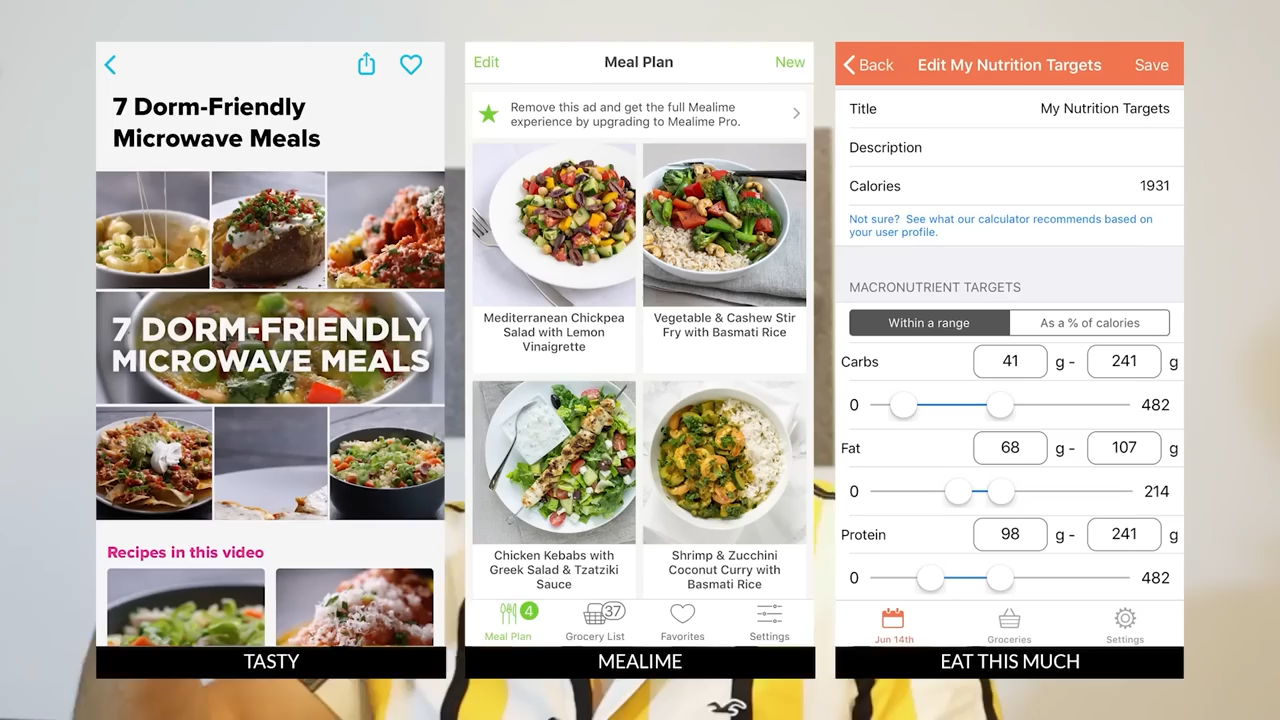 7 Dorm-Friendly
Microwave Meals
7 DORM-FRIENDLY
MICROWAVE MEALS
Recipes in this video
TASTY
Edit
Meal Plan
New
Remove this ad and get the full Mealime
experience by upgrading to Mealime Pro.
Mediterranean Chickpea
Salad with Lemon
Vinaigrette
Vegetable & Cashew Stir
Fry with Basmati Rice
Chicken Kebabs with
Greek Salad & Tzatziki
Sauce
Shrimp & Zucchini
Coconut Curry with
Basmati Rice
4
37
Meal Plan
Grocery List
Favorites
Settings
MEALIME
Back
Edit My Nutrition Targets
Save
Title
My Nutrition Targets
Description
Calories
1931
Not sure? See what our calculator recommends based on
your user profile.
MACRONUTRIENT TARGETS
Within a range
As a % of calories
Carbs
41
g -
241
g
0
482
Fat
68
g -
107
g
0
214
Protein
98
g -
241
g
0
482
Jun 14th
Groceries
Settings
EAT THIS MUCH